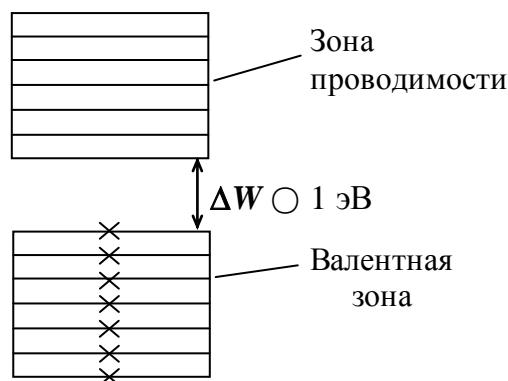 Зона
проводимости
ΔW ○ 1 эВ
Валентная
зона